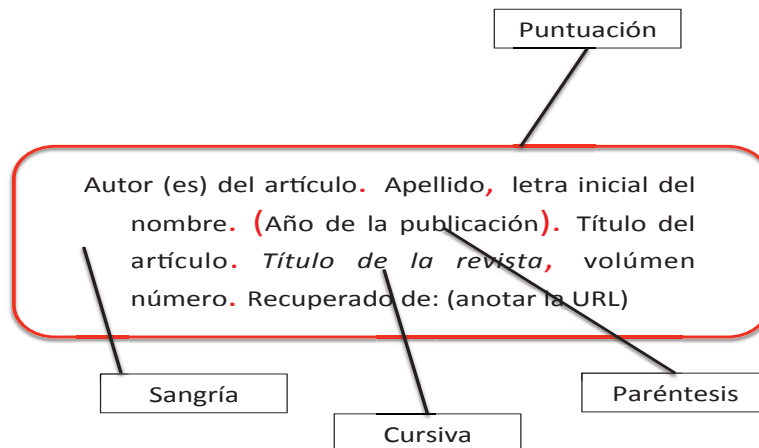 Puntuación
Autor (es) del artículo. Apellido, letra inicial del
nombre. (Año de la publicación). Título del
artículo. Título de la revista, volúmen
número. Recuperado de: (anotar la URL)
Sangría
Paréntesis
Cursiva